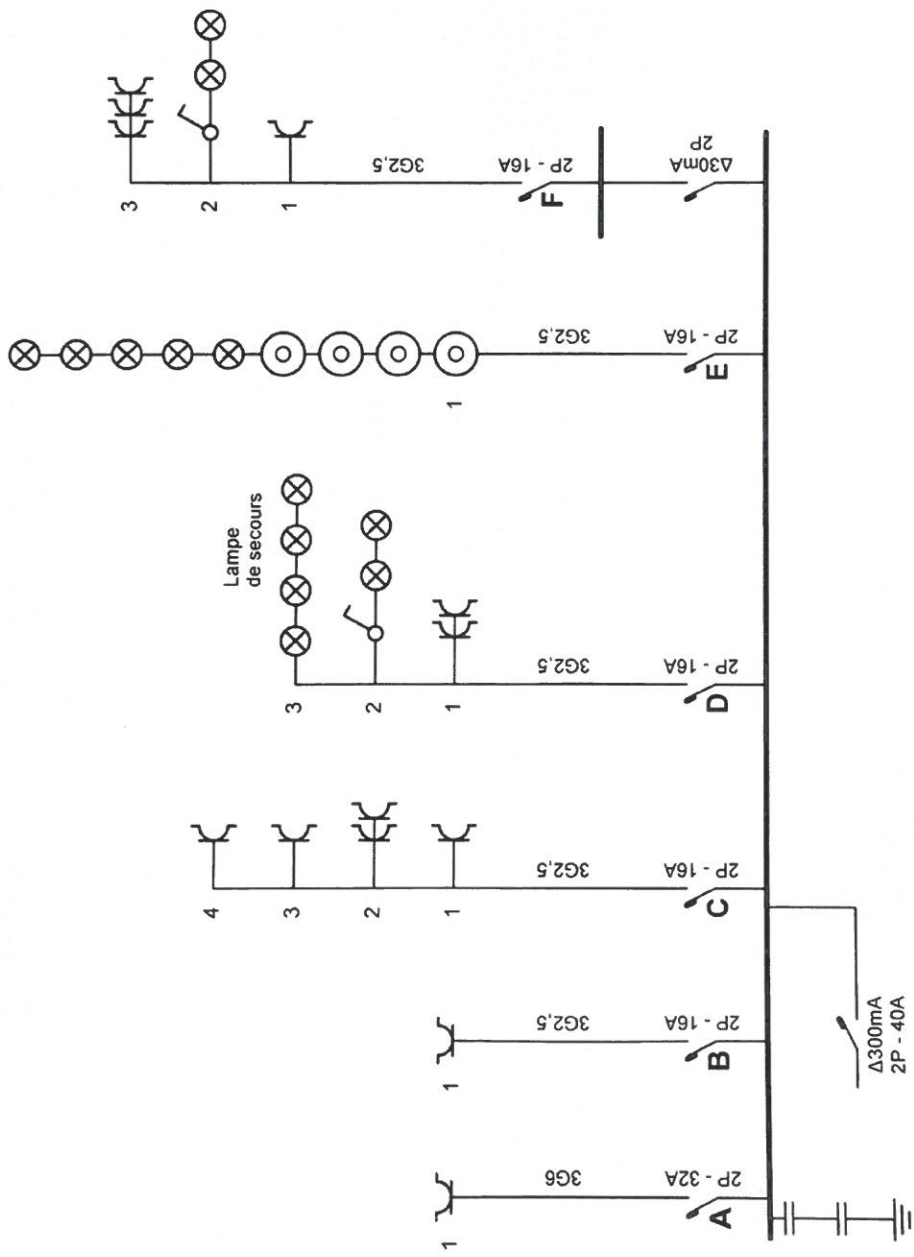 3
2
1
3G2,5
2P - 16A
F
Δ30mA
2P
1
3G2,5
2P - 16A
E
Lampe
de secours
3
2
1
3G2,5
2P - 16A
D
4
3
2
1
3G2,5
2P - 16A
C
1
3G2,5
2P - 16A
B
Δ300mA
2P - 40A
1
3G6
2P - 32A
A